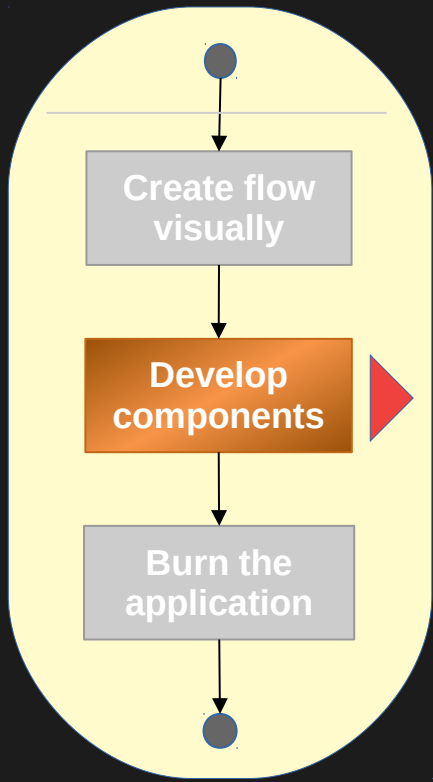 Create flow
visually
Develop
components
Burn the
application